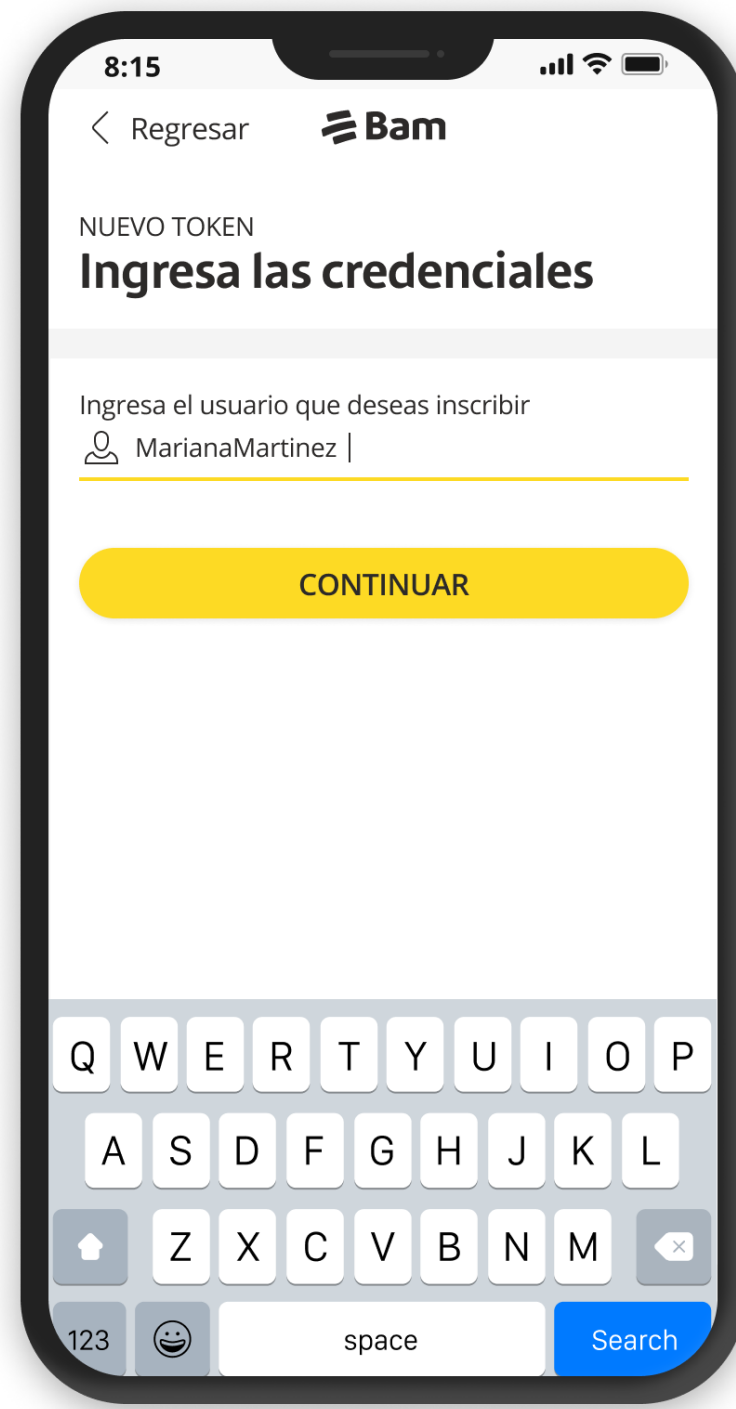 8:15
Regresar Bam
NUEVO TOKEN
Ingresa las credenciales
Ingresa el usuario que deseas inscribir
MarianaMartinez
CONTINUAR
Q W E R T Y U I O P
A S D F G H J K L
Z X C V B N M
123 space Search